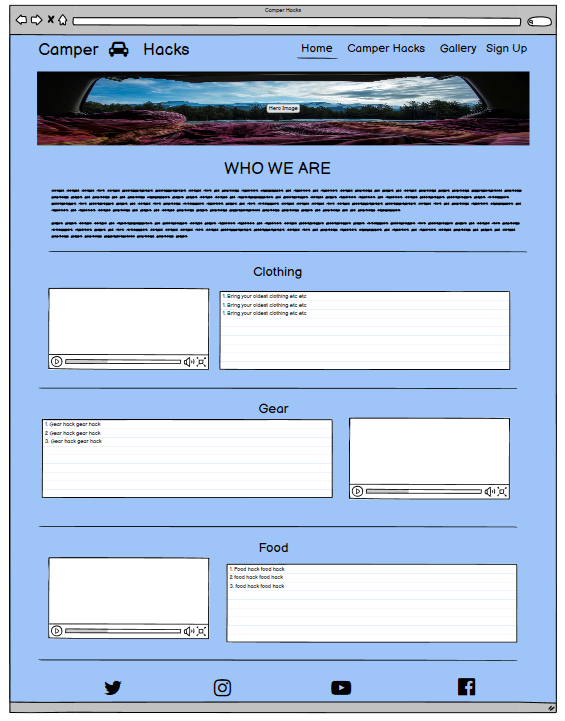 Camper Hacks
Camper Hacks
Home Camper Hacks Gallery Sign Up
Hero Image
WHO WE ARE
Clothing
1. Bring your oldest clothing etc etc
1. Bring your oldest clothing etc etc
1. Bring your oldest clothing etc etc
Gear
1. Gear hack gear hack
2. Gear hack gear hack
3. Gear hack gear hack
Food
1. Food hack food hack
2 food hack food hack
3. food hack food hack